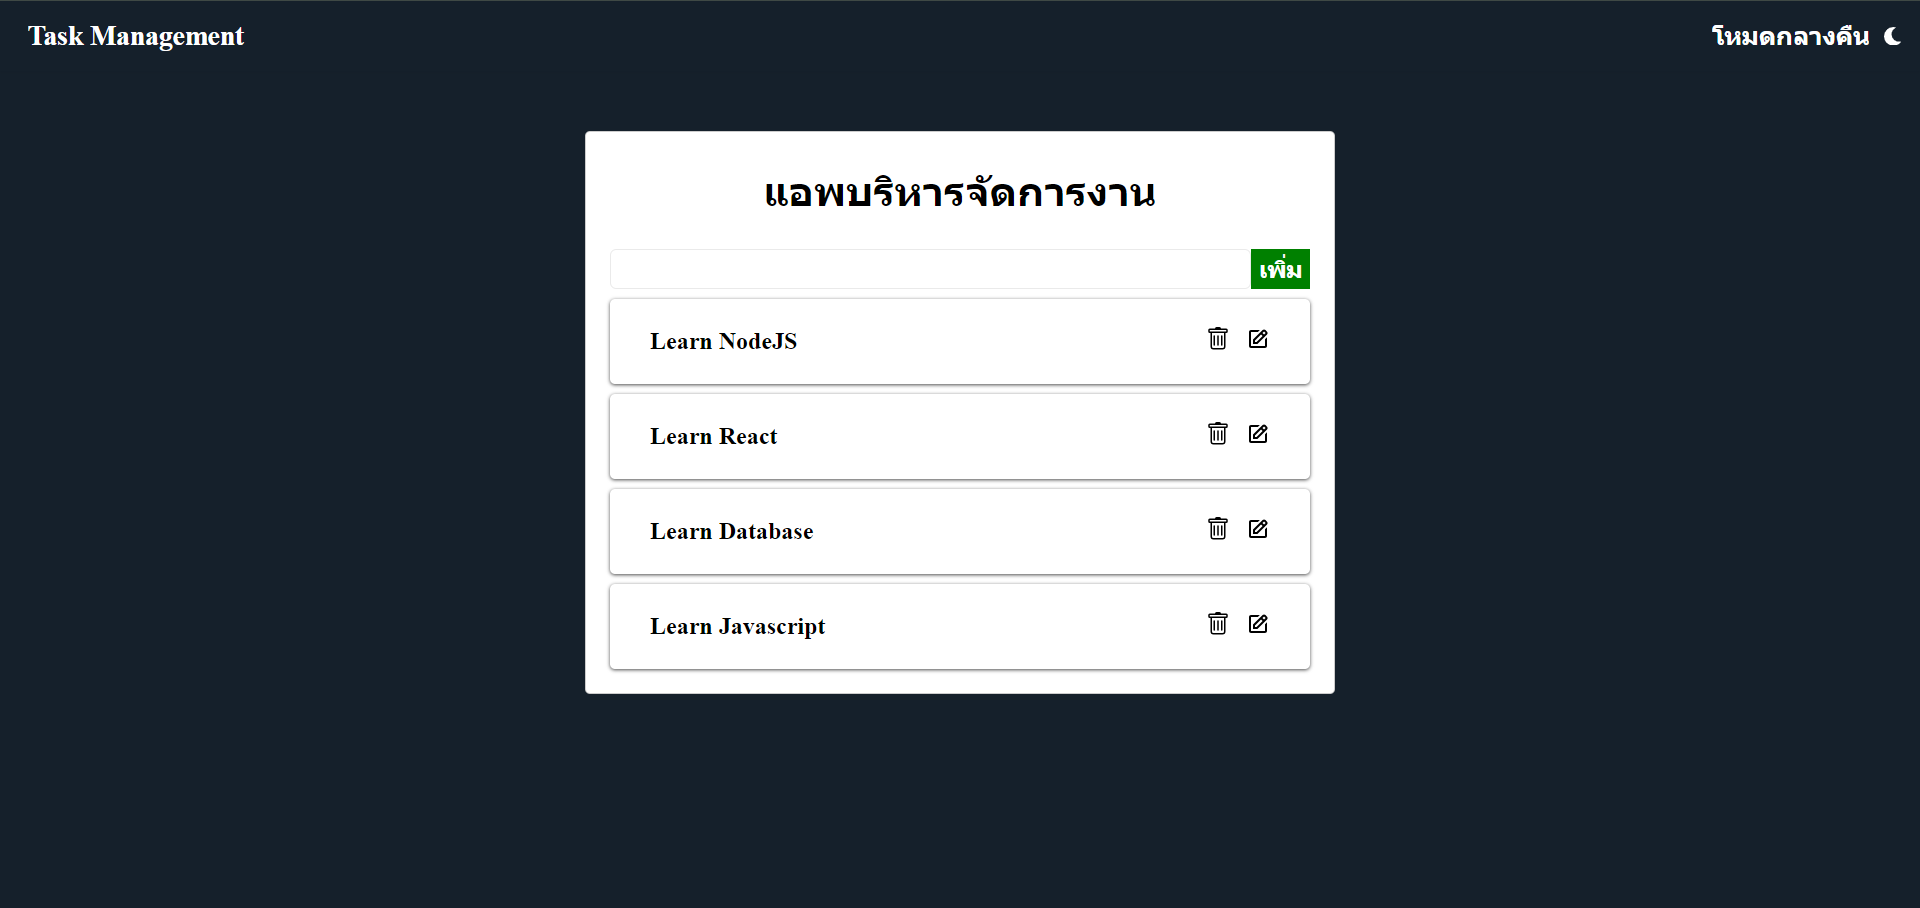 Task Management
โหมดกลางคืน
แอพบริหารจัดการงาน
เพิ่ม
Learn NodeJS
Learn React
Learn Database
Learn Javascript